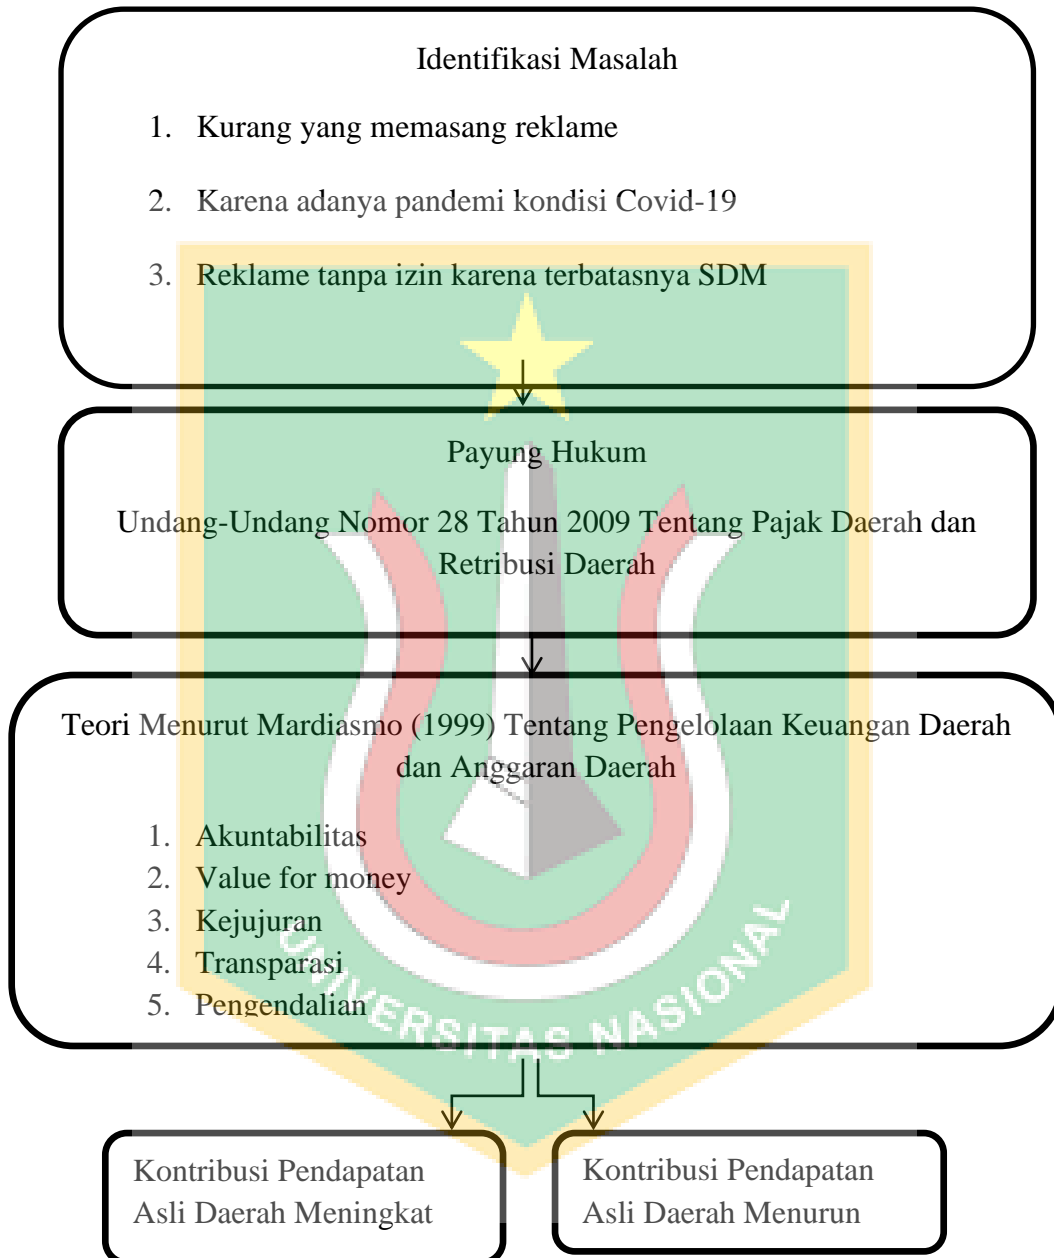 Identifikasi Masalah
1. Kurang yang memasang reklame
2. Karena adanya pandemi kondisi Covid-19
3. Reklame tanpa izin karena terbatasnya SDM
Payung Hukum
Undang-Undang Nomor 28 Tahun 2009 Tentang Pajak Daerah dan
Retribusi Daerah
Teori Menurut Mardiasmo (1999) Tentang Pengelolaan Keuangan Daerah
dan Anggaran Daerah
1. Akuntabilitas
2. Value for money
3. Kejujuran
4. Transparasi
5. Pengendalian
UNIVERSITAS NASIONAL
Kontribusi Pendapatan
Asli Daerah Meningkat
Kontribusi Pendapatan
Asli Daerah Menurun